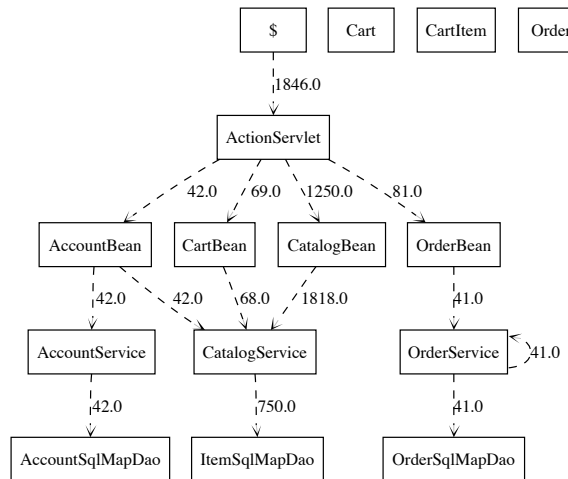 $ Cart CartItem Order
1846.0
ActionServlet
42.0 69.0 1250.0 81.0
AccountBean CartBean CatalogBean OrderBean
42.0 42.0 68.0 1818.0 41.0
AccountService CatalogService OrderService 41.0
42.0 750.0 41.0
AccountSqlMapDao ItemSqlMapDao OrderSqlMapDao